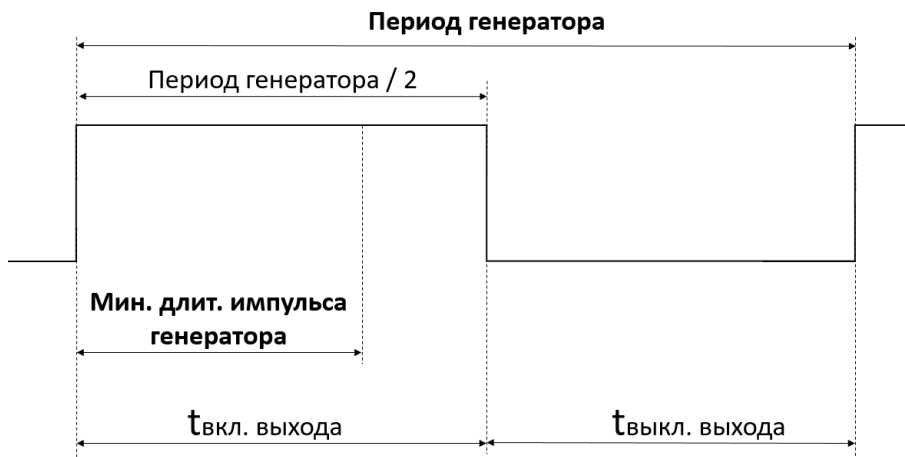 Период генератора
Период генератора / 2
Мин. длит. импульса
генератора
tвкл. выхода
tвыкл. выхода